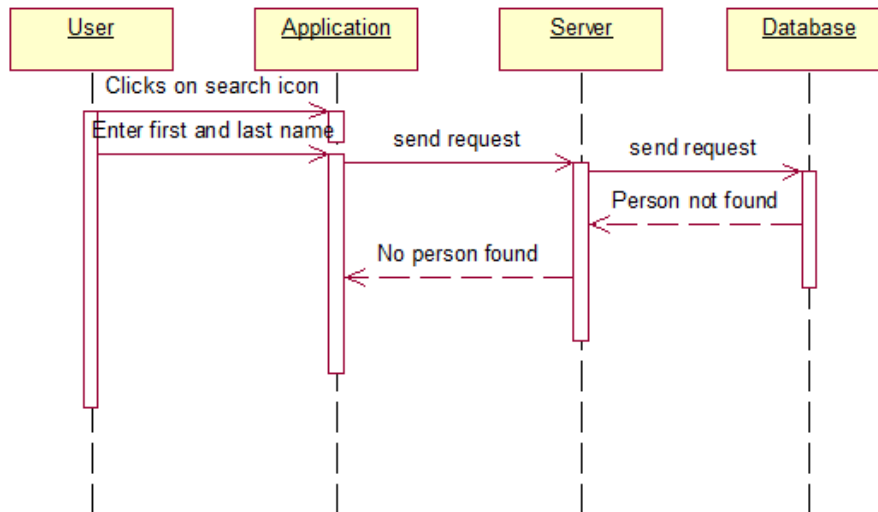 User
Application
Server
Database
Clicks on search icon
Enter first and last name
send request
send request
Person not found
No person found